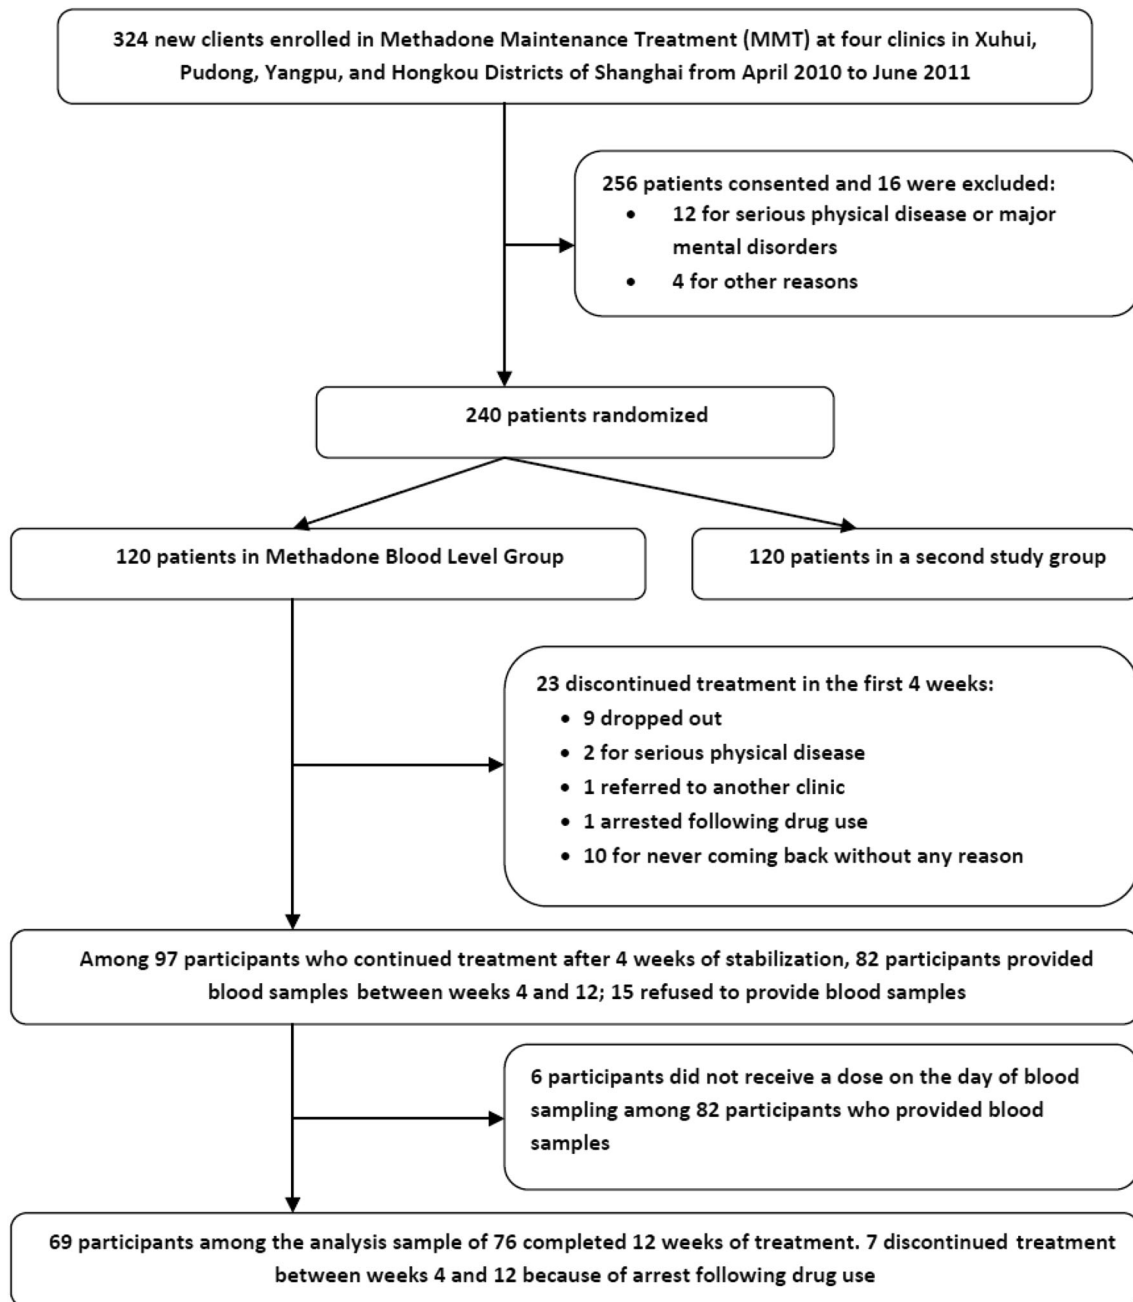 324 new clients enrolled in Methadone Maintenance Treatment (MMT) at four clinics in Xuhui,
Pudong, Yangpu, and Hongkou Districts of Shanghai from April 2010 to June 2011
256 patients consented and 16 were excluded:
• 12 for serious physical disease or major
mental disorders
• 4 for other reasons
240 patients randomized
120 patients in Methadone Blood Level Group
120 patients in a second study group
23 discontinued treatment in the first 4 weeks:
• 9 dropped out
• 2 for serious physical disease
• 1 referred to another clinic
• 1 arrested following drug use
• 10 for never coming back without any reason
Among 97 participants who continued treatment after 4 weeks of stabilization, 82 participants provided
blood samples between weeks 4 and 12; 15 refused to provide blood samples
6 participants did not receive a dose on the day of blood
sampling among 82 participants who provided blood
samples
69 participants among the analysis sample of 76 completed 12 weeks of treatment. 7 discontinued treatment
between weeks 4 and 12 because of arrest following drug use